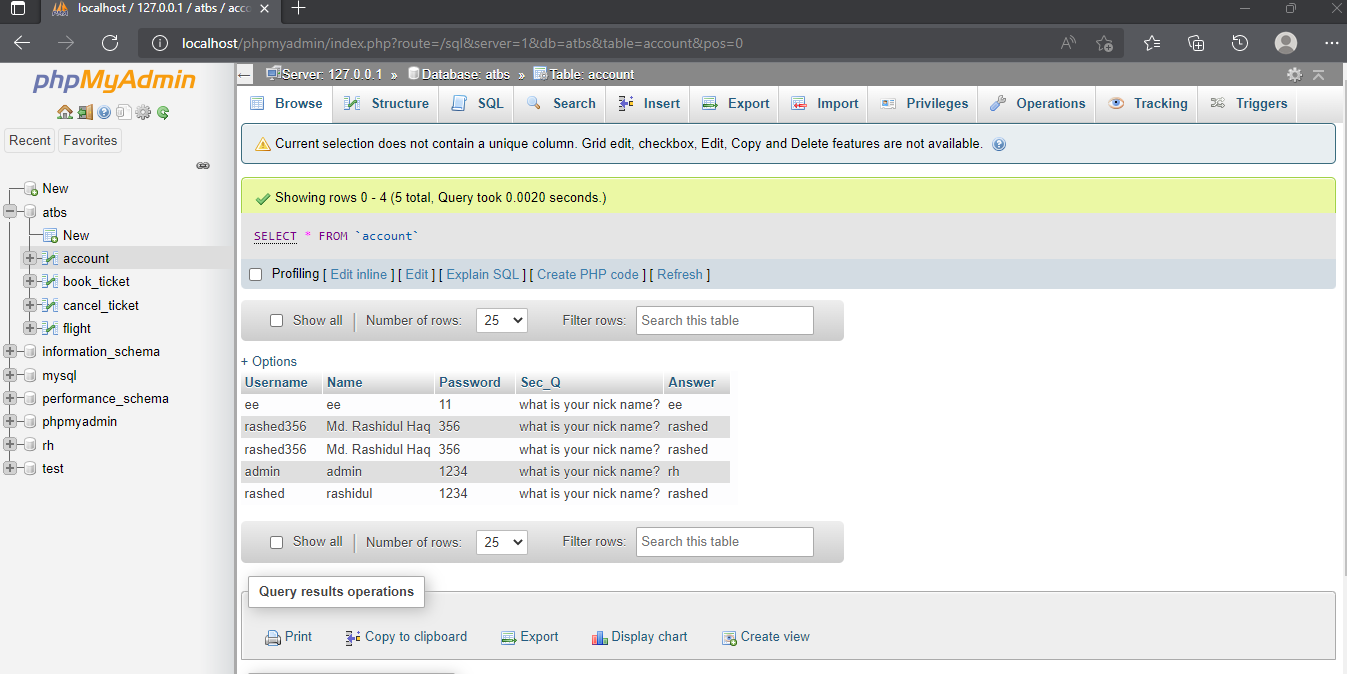 localhost / 127.0.0.1 / atbs / acco
localhost/phpmyadmin/index.php?route=/sql&server=1&db=atbs&table=account&pos=0
phpMyAdmin
Recent Favorites
New
atbs
New
account
book_ticket
cancel_ticket
flight
information_schema
mysql
performance_schema
phpmyadmin
rh
test
Server: 127.0.0.1 » Database: atbs » Table: account
Browse Structure SQL Search Insert Export Import Privileges Operations Tracking Triggers
Current selection does not contain a unique column. Grid edit, checkbox, Edit, Copy and Delete features are not available.
Showing rows 0 - 4 (5 total, Query took 0.0020 seconds.)
SELECT * FROM `account`
Profiling [ Edit inline ] [ Edit ] [ Explain SQL ] [ Create PHP code ] [ Refresh ]
Show all | Number of rows: 25 Filter rows: Search this table
+ Options
Username Name Password Sec_Q Answer
ee ee 11 what is your nick name? ee
rashed356 Md. Rashidul Haq 356 what is your nick name? rashed
rashed356 Md. Rashidul Haq 356 what is your nick name? rashed
admin admin 1234 what is your nick name? rh
rashed rashidul 1234 what is your nick name? rashed
Show all | Number of rows: 25 Filter rows: Search this table
Query results operations
Print Copy to clipboard Export Display chart Create view